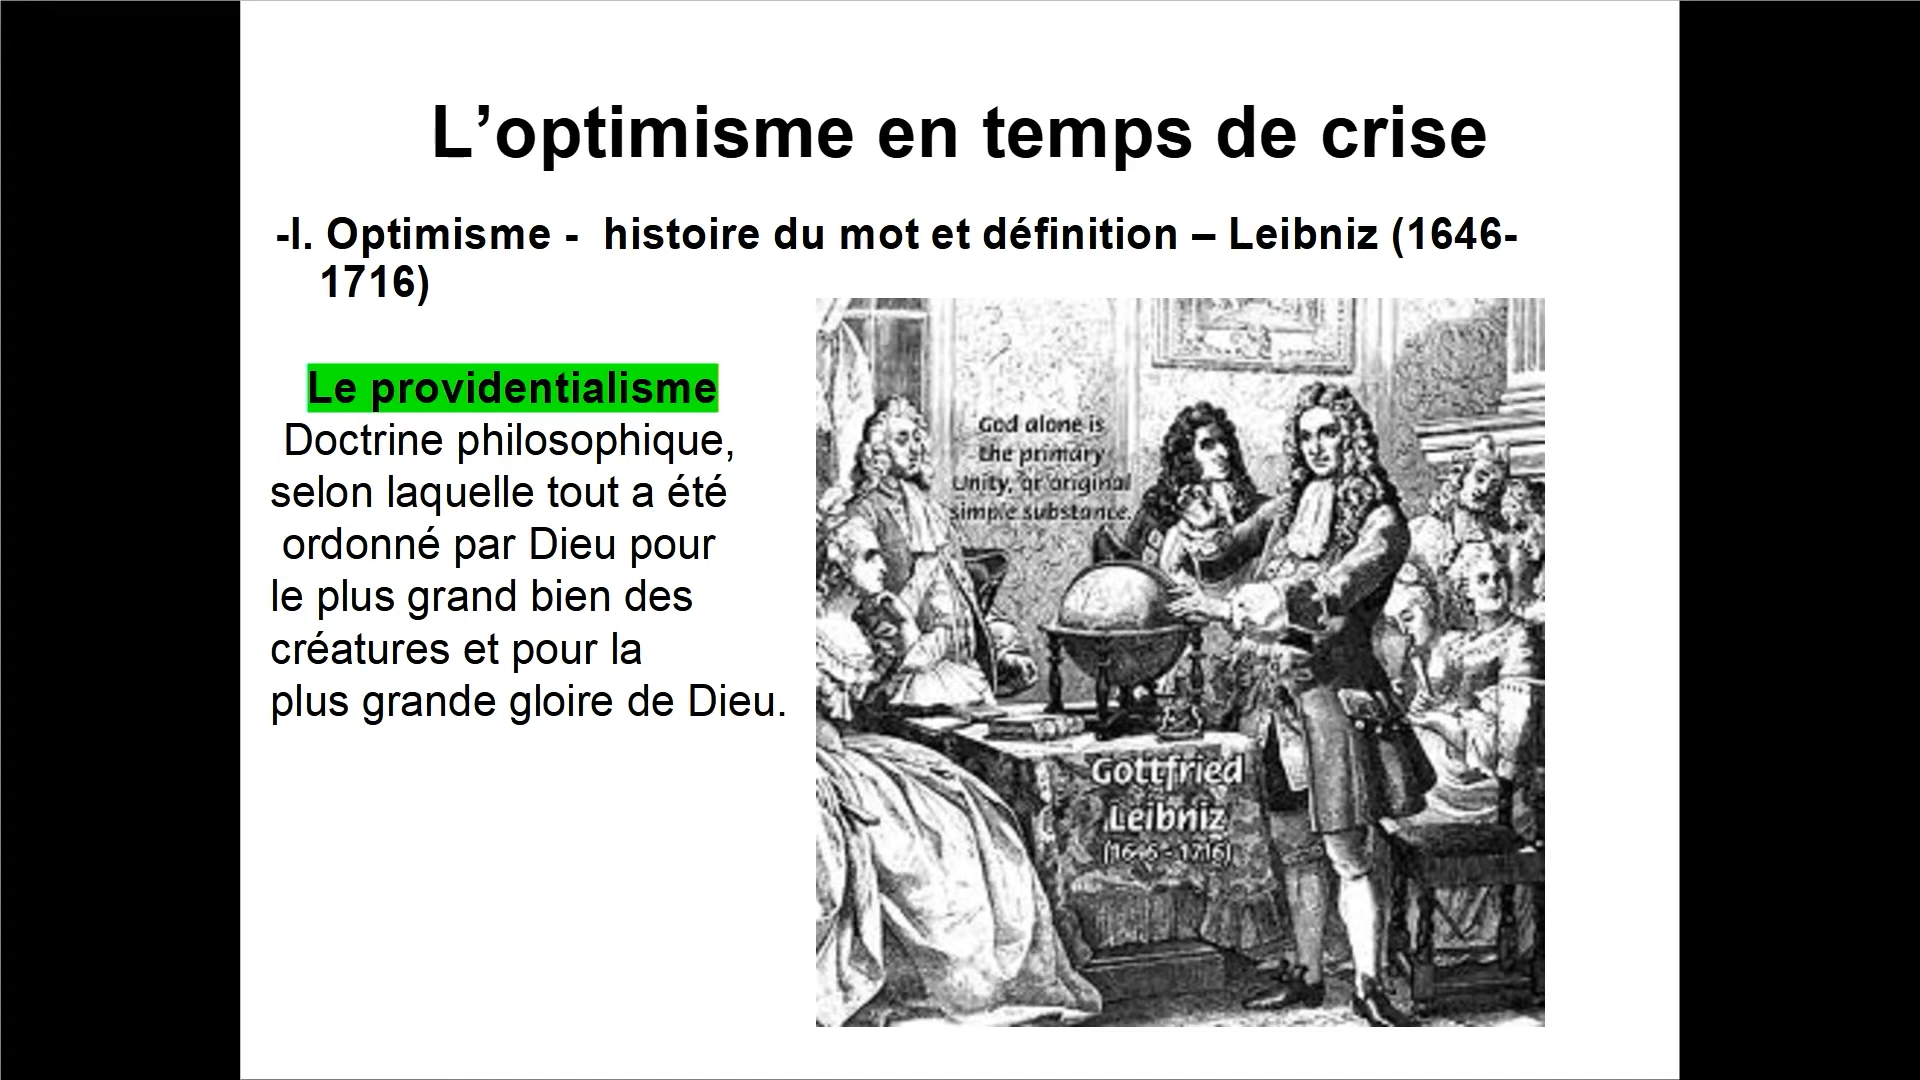 L’optimisme en temps de crise
-I. Optimisme -  histoire du mot et définition – Leibniz (1646-
1716)
Le providentialisme
Doctrine philosophique,
selon laquelle tout a été
ordonné par Dieu pour
le plus grand bien des
créatures et pour la
plus grande gloire de Dieu.
God alone is
the primary
Unity, or original
simple substance.
Gottfried
Leibniz
(1646 - 1716)